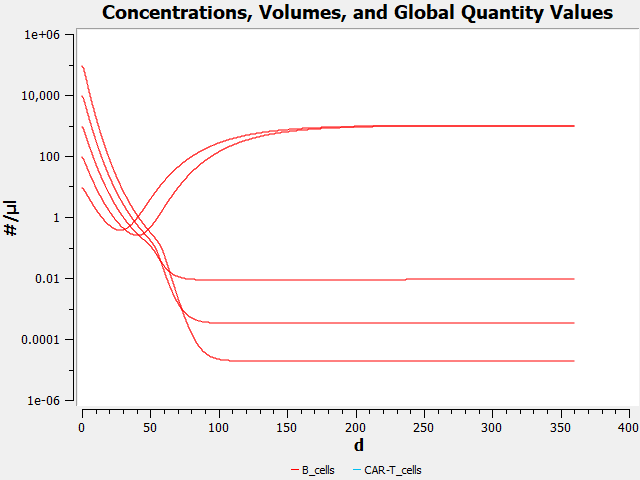 Concentrations, Volumes, and Global Quantity Values
1e+06
10,000
100
1
0.01
0.0001
1e-06
#/µl
0 50 100 150 200 250 300 350 400
d
B_cells CAR-T_cells